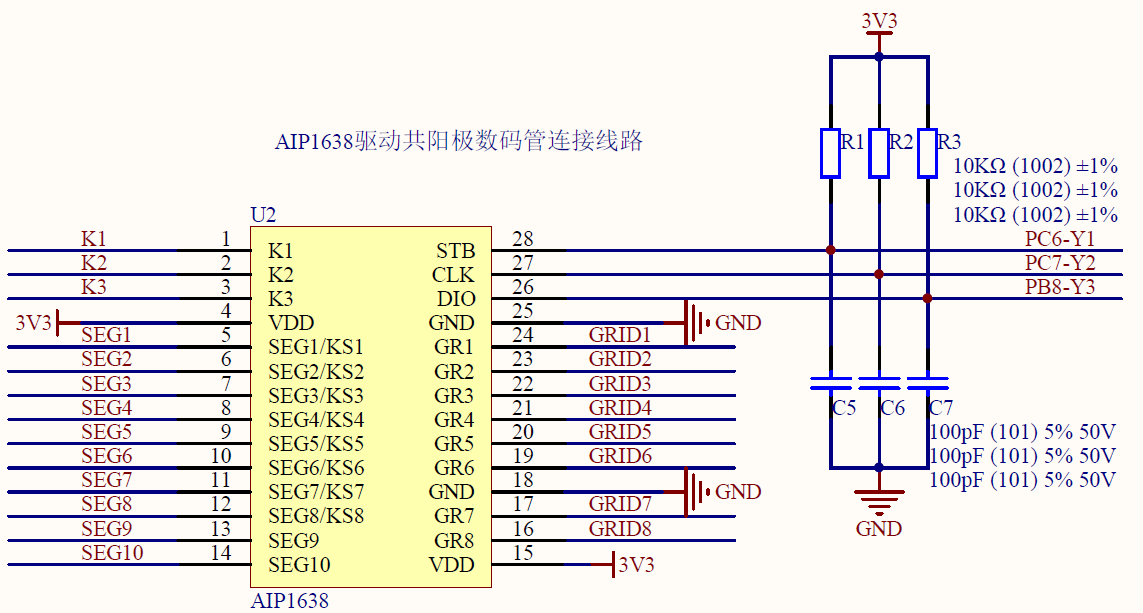 3V3
AIP1638驱动共阳极数码管连接线路
R1 R2 R3
10KΩ (1002) ±1%
10KΩ (1002) ±1%
10KΩ (1002) ±1%
U2
K1 1 K1 STB 28 PC6-Y1
K2 2 K2 CLK 27 PC7-Y2
K3 3 K3 DIO 26 PB8-Y3
3V3 4 VDD GND 25 GND
SEG1 5 SEG1/KS1 GR1 24 GRID1
SEG2 6 SEG2/KS2 GR2 23 GRID2
SEG3 7 SEG3/KS3 GR3 22 GRID3
SEG4 8 SEG4/KS4 GR4 21 GRID4
SEG5 9 SEG5/KS5 GR5 20 GRID5
SEG6 10 SEG6/KS6 GR6 19 GRID6
SEG7 11 SEG7/KS7 GND 18 GND
SEG8 12 SEG8/KS8 GR7 17 GRID7
SEG9 13 SEG9 GR8 16 GRID8
SEG10 14 SEG10 VDD 15 3V3
AIP1638
C5 C6 C7
100pF (101) 5% 50V
100pF (101) 5% 50V
100pF (101) 5% 50V
GND